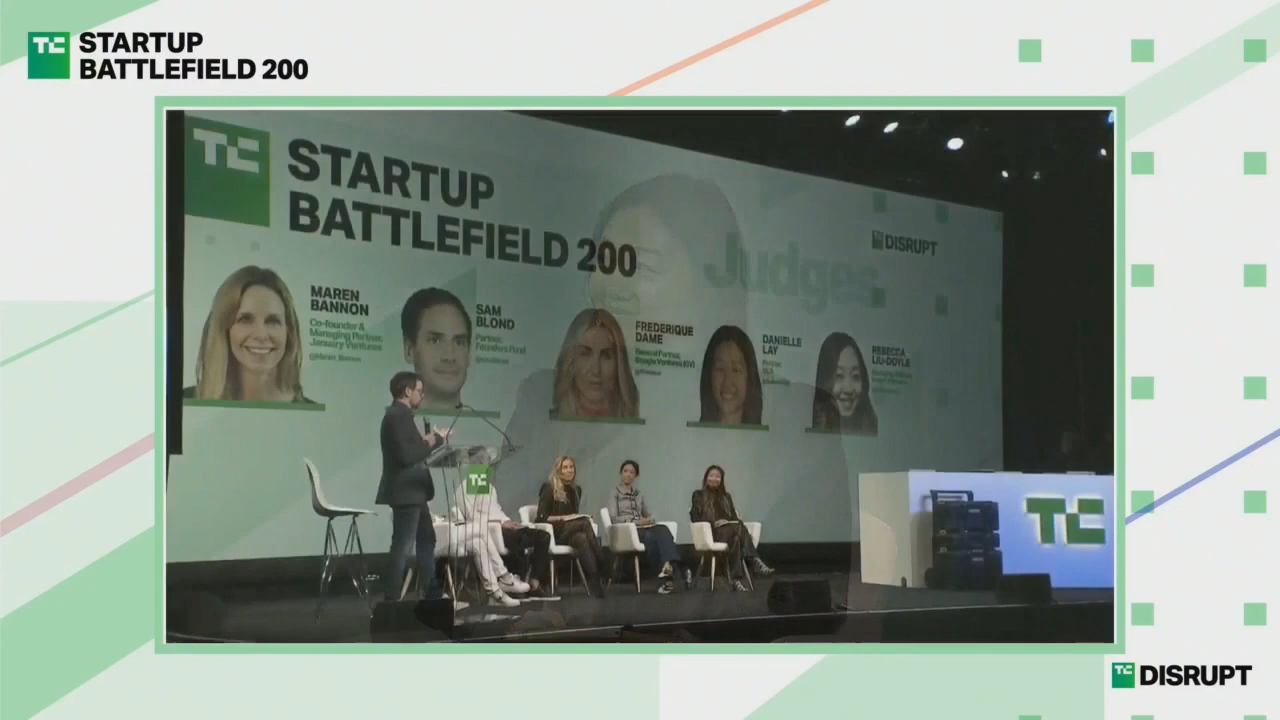 TC STARTUP
BATTLEFIELD 200
TC STARTUP
BATTLEFIELD 200
Judges
TC DISRUPT
MAREN
BANNON
Co-founder &
Managing Partner,
January Ventures
@Maren_Bannon
SAM
BLOND
Partner,
Founders Fund
FREDERIQUE
DAME
General Partner,
Google Ventures (GV)
DANIELLE
LAY
REBECCA
LIU-DOYLE
TC
TC
TC DISRUPT